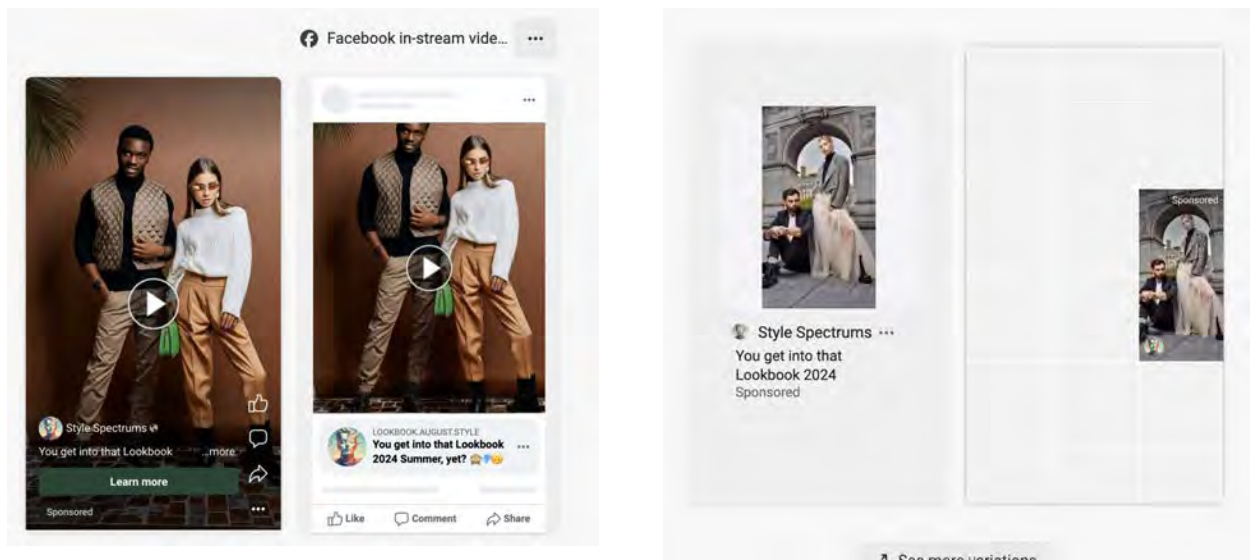 Facebook in-stream vide... ...
Style Spectrums
You get into that Lookbook ...more
Learn more
Sponsored
LOOKBOOK.AUGUST.STYLE
You get into that Lookbook
2024 Summer, yet? 🙈💎😏
Like Comment Share
Style Spectrums ...
You get into that
Lookbook 2024
Sponsored
Sponsored
See more variations